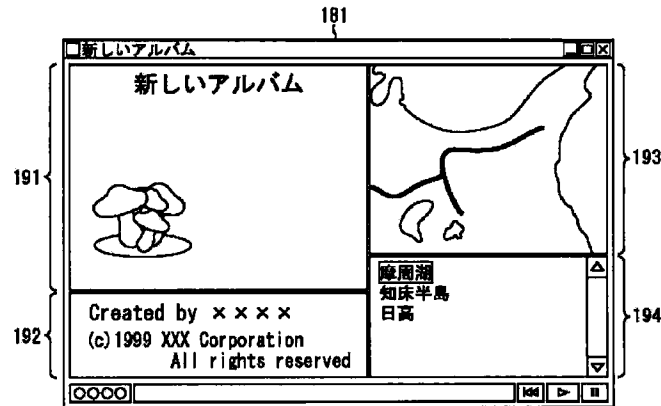 181
新しいアルバム
新しいアルバム
191
193
摩周湖
知床半島
日高
194
192
Created by ××××
(c)1999 XXX Corporation
All rights reserved
○○○○